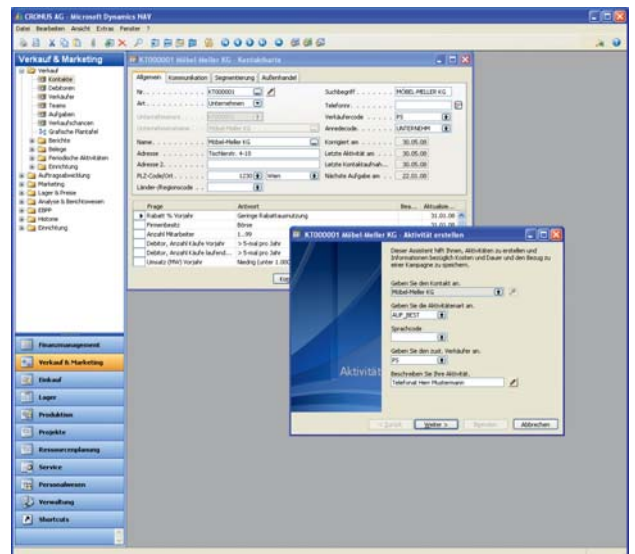 CRONUS AG - Microsoft Dynamics NAV
Datei Bearbeiten Ansicht Extras Fenster ?
Verkauf & Marketing
Verkauf
Kontakte
Debitoren
Verkäufer
Teams
Aufgaben
Verkaufschancen
Grafische Plantafel
Berichte
Belege
Periodische Aktivitäten
Einrichtung
Auftragsabwicklung
Marketing
Lager & Preise
Analyse & Berichtswesen
EBPP
Historie
Einrichtung
Finanzmanagement
Verkauf & Marketing
Einkauf
Lager
Produktion
Projekte
Ressourcenplanung
Service
Personalwesen
Verwaltung
Shortcuts
KT000001 Möbel-Meller KG - Kontaktkarte
Allgemein Kommunikation Segmentierung Außenhandel
Nr. KT000001
Art Unternehmen
Name Möbel-Meller KG
Adresse Tischlerstr. 4-10
Adresse 2
PLZ-Code/Ort 1230 Wien
Länder-/Regionscode
Suchbegriff MÖBEL-MELLER KG
Telefonnr.
Verkäufercode PS
Anredecode UNTERNEHM
Korrigiert am 30.05.08
Letzte Aktivität am 30.05.08
Letzte Kontaktaufnah... 30.05.08
Nächste Aufgabe am 22.01.08
Frage Antwort Bea... Aktualisie...
Rabatt % Vorjahr Geringe Rabattausnutzung 31.01.08
Firmenbesitz Börse
Anzahl Mitarbeiter 1..99
Debitor, Anzahl Käufe Vorjahr > 5-mal pro Jahr
Debitor, Anzahl Käufe laufend... > 5-mal pro Jahr
Umsatz (MW) Vorjahr Niedrig (unter 1.000
KT000001 Möbel-Meller KG - Aktivität erstellen
Dieser Assistent hilft Ihnen, Aktivitäten zu erstellen und
Informationen bezüglich Kosten und Dauer und den Bezug zu
einer Kampagne zu speichern.
Geben Sie den Kontakt an.
Möbel-Meller KG
Geben Sie die Aktivitätenart an.
AUF_BEST
Sprachcode
Geben Sie den zust. Verkäufer an.
PS
Beschreiben Sie Ihre Aktivität.
Telefonat Herr Mustermann
Aktivität
< Zurück Weiter > Beenden Abbrechen